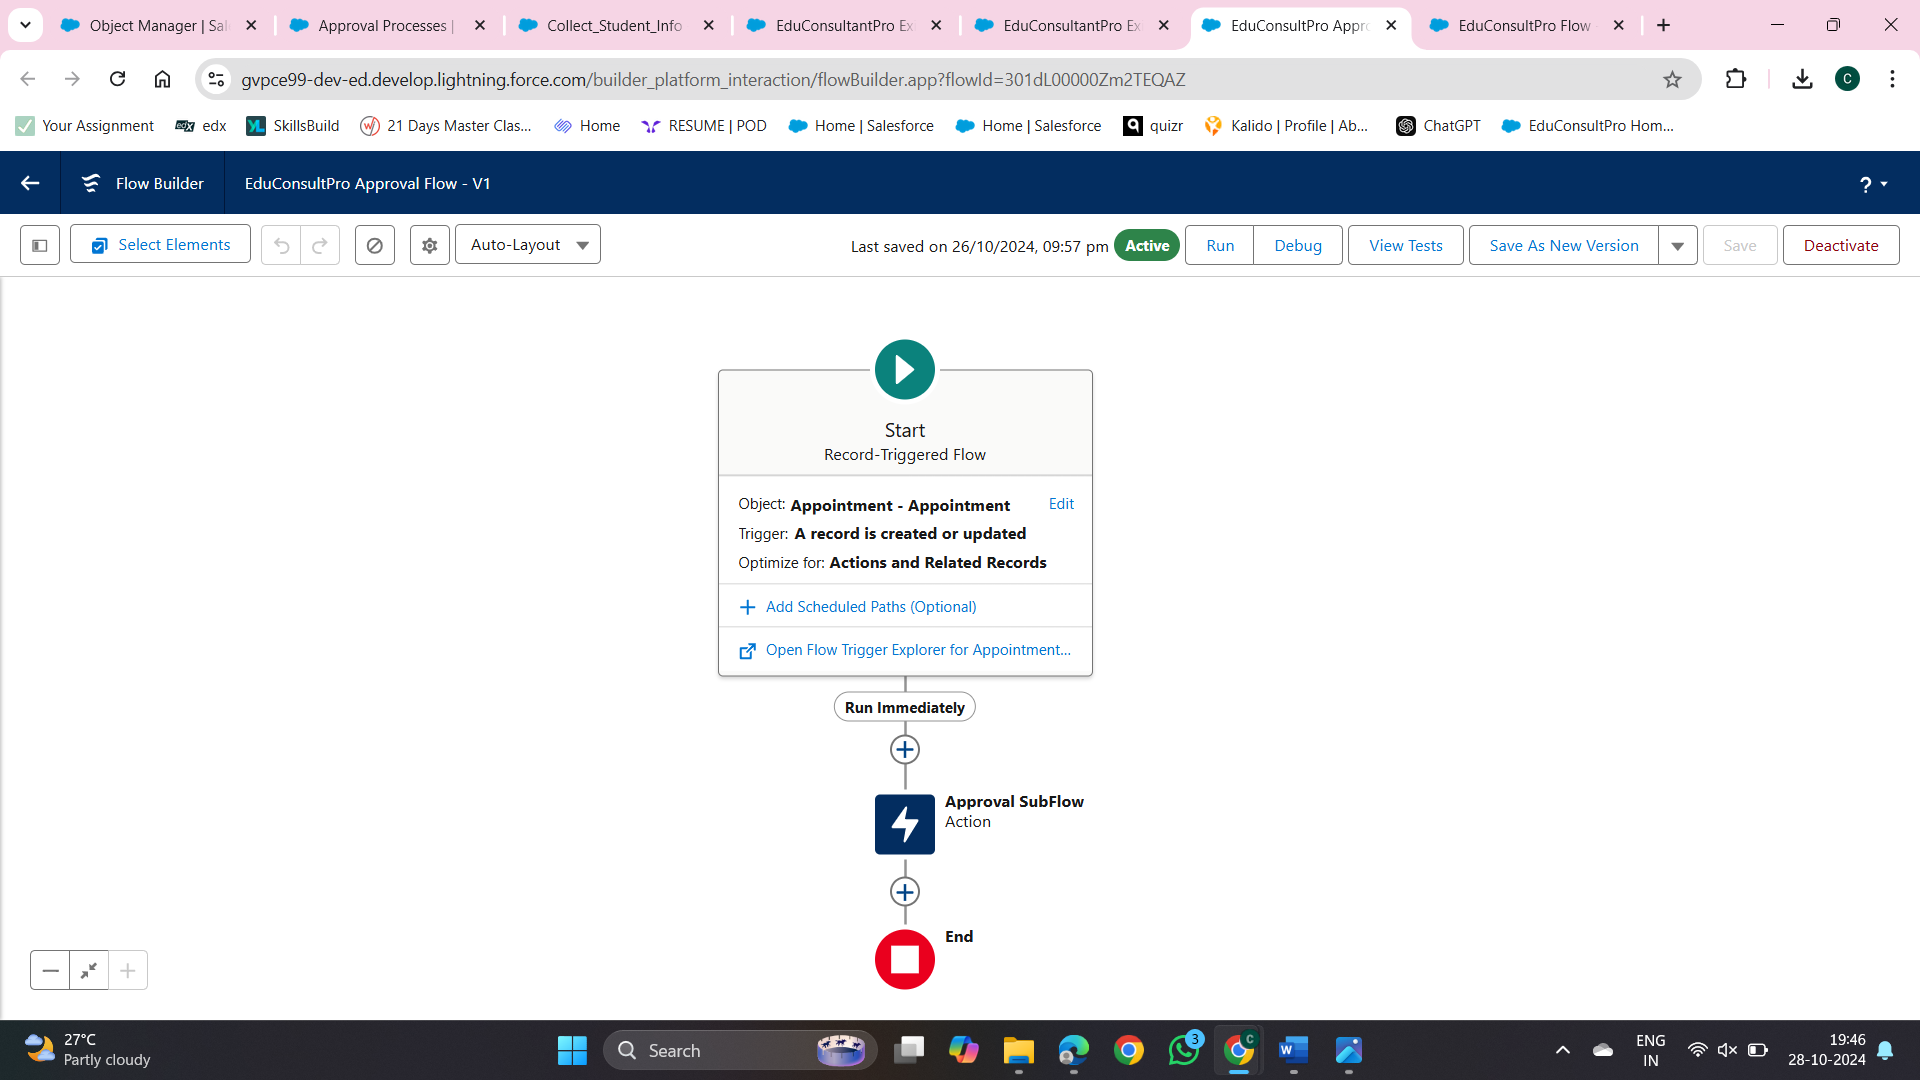 Object Manager | Sal
Approval Processes |
Collect_Student_Info
EduConsultantPro Ex
EduConsultantPro Ex
EduConsultPro Appro
EduConsultPro Flow -
gvpce99-dev-ed.develop.lightning.force.com/builder_platform_interaction/flowBuilder.app?flowId=301dL00000Zm2TEQAZ
C
Your Assignment
edX edx
YL SkillsBuild
21 Days Master Clas...
Home
RESUME | POD
Home | Salesforce
Home | Salesforce
q quizr
Kalido | Profile | Ab...
ChatGPT
EduConsultPro Hom...
Flow Builder
EduConsultPro Approval Flow - V1
?
Select Elements
Auto-Layout
Last saved on 26/10/2024, 09:57 pm
Active
Run
Debug
View Tests
Save As New Version
Save
Deactivate
Start
Record-Triggered Flow
Object: Appointment - Appointment
Edit
Trigger: A record is created or updated
Optimize for: Actions and Related Records
Add Scheduled Paths (Optional)
Open Flow Trigger Explorer for Appointment...
Run Immediately
Approval SubFlow
Action
End
27°C
Partly cloudy
Search
3
C
W
ENG
IN
19:46
28-10-2024